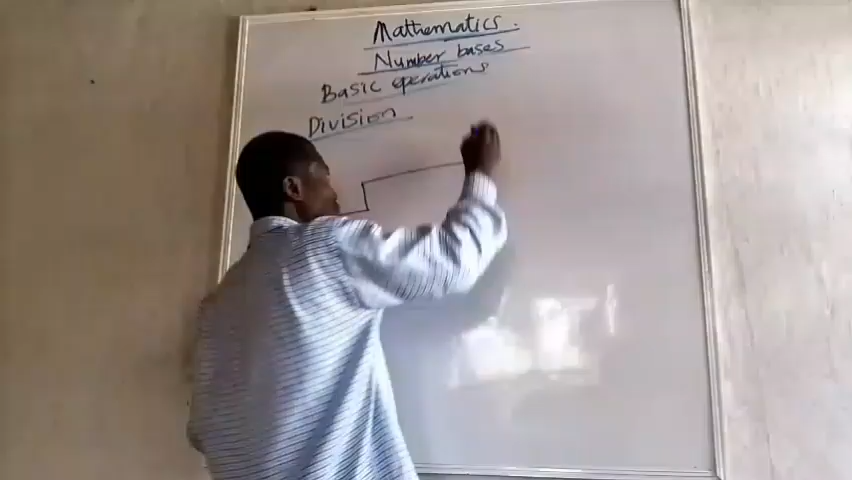 Mathematics.
Number bases
Basic operations
Division